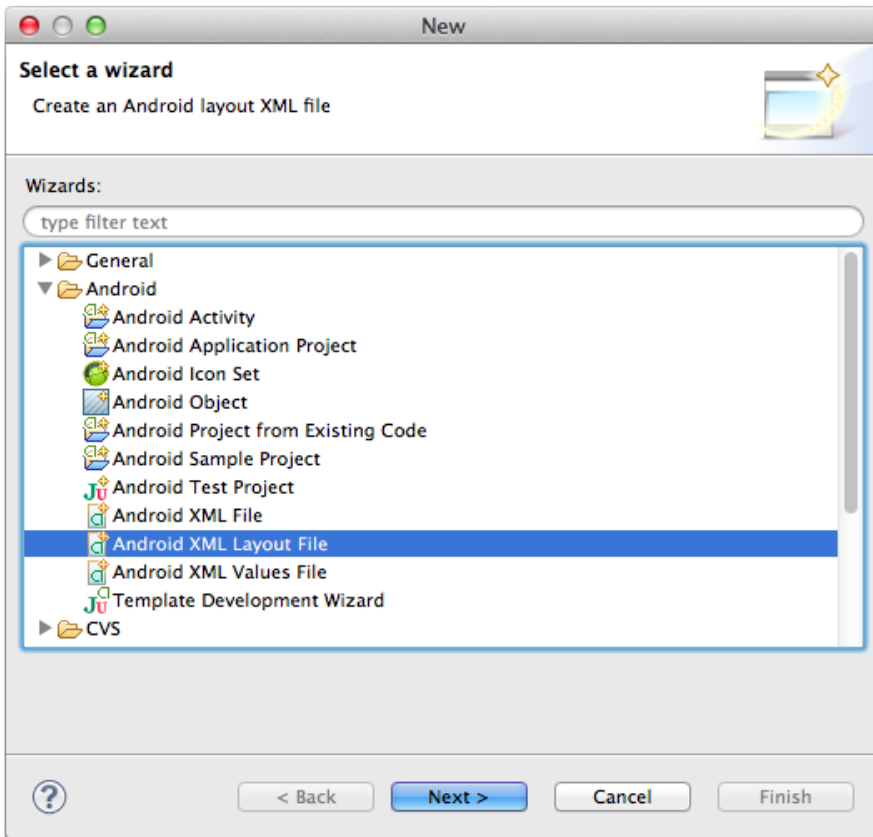 New
Select a wizard
Create an Android layout XML file
Wizards:
type filter text
General
Android
Android Activity
Android Application Project
Android Icon Set
Android Object
Android Project from Existing Code
Android Sample Project
Android Test Project
Android XML File
Android XML Layout File
Android XML Values File
Template Development Wizard
CVS
? < Back Next > Cancel Finish